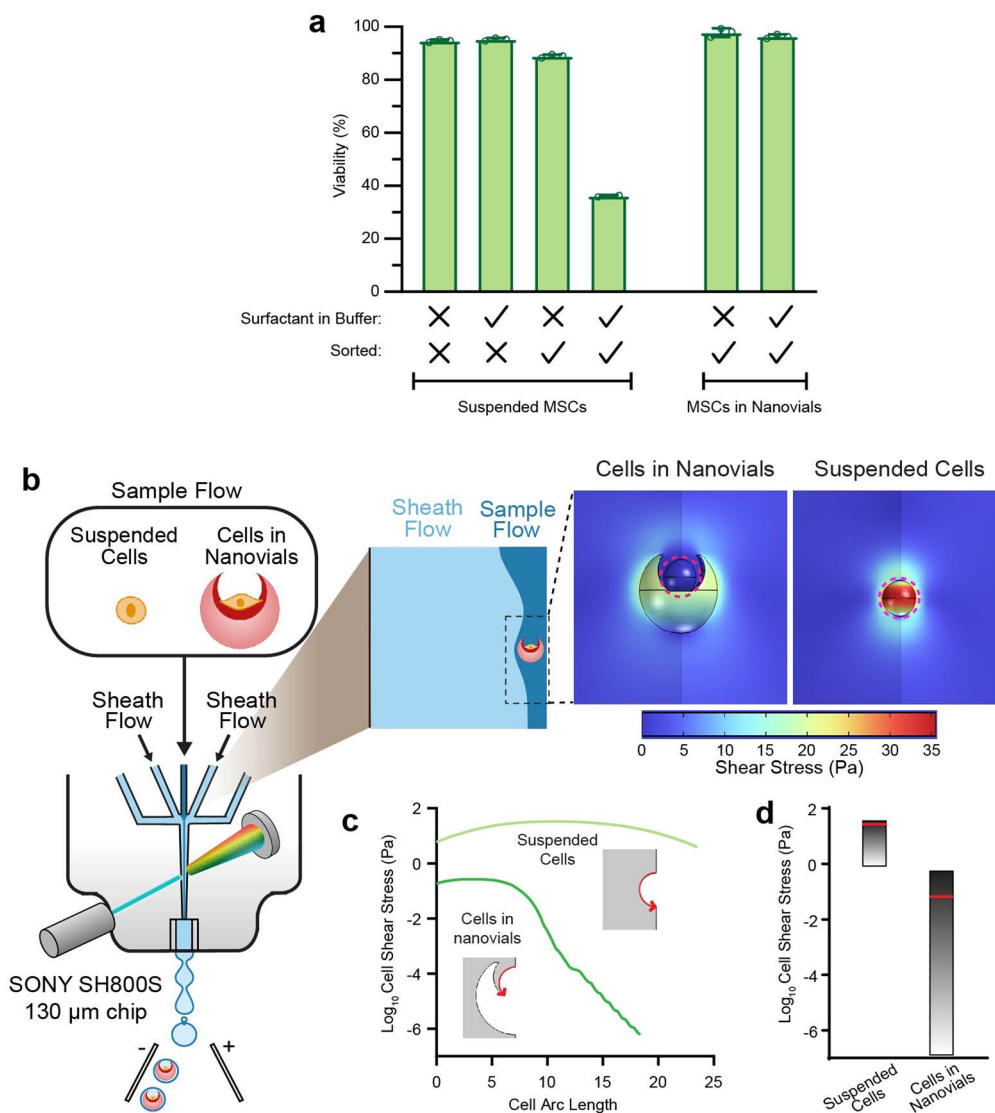 a
100
80
60
40
20
0
Viability (%)
Surfactant in Buffer:
Sorted:
Suspended MSCs
MSCs in Nanovials
b
Sample Flow
Suspended
Cells
Cells in
Nanovials
Sheath
Flow
Sheath
Flow
SONY SH800S
130 µm chip
-
+
Sheath
Flow
Sample
Flow
Cells in Nanovials
Suspended Cells
0 5 10 15 20 25 30 35
Shear Stress (Pa)
c
2
0
-2
-4
-6
Log10 Cell Shear Stress (Pa)
Suspended
Cells
Cells in
nanovials
0 5 10 15 20 25
Cell Arc Length
d
2
0
-2
-4
-6
Log10 Cell Shear Stress (Pa)
Suspended
Cells
Cells in
Nanovials